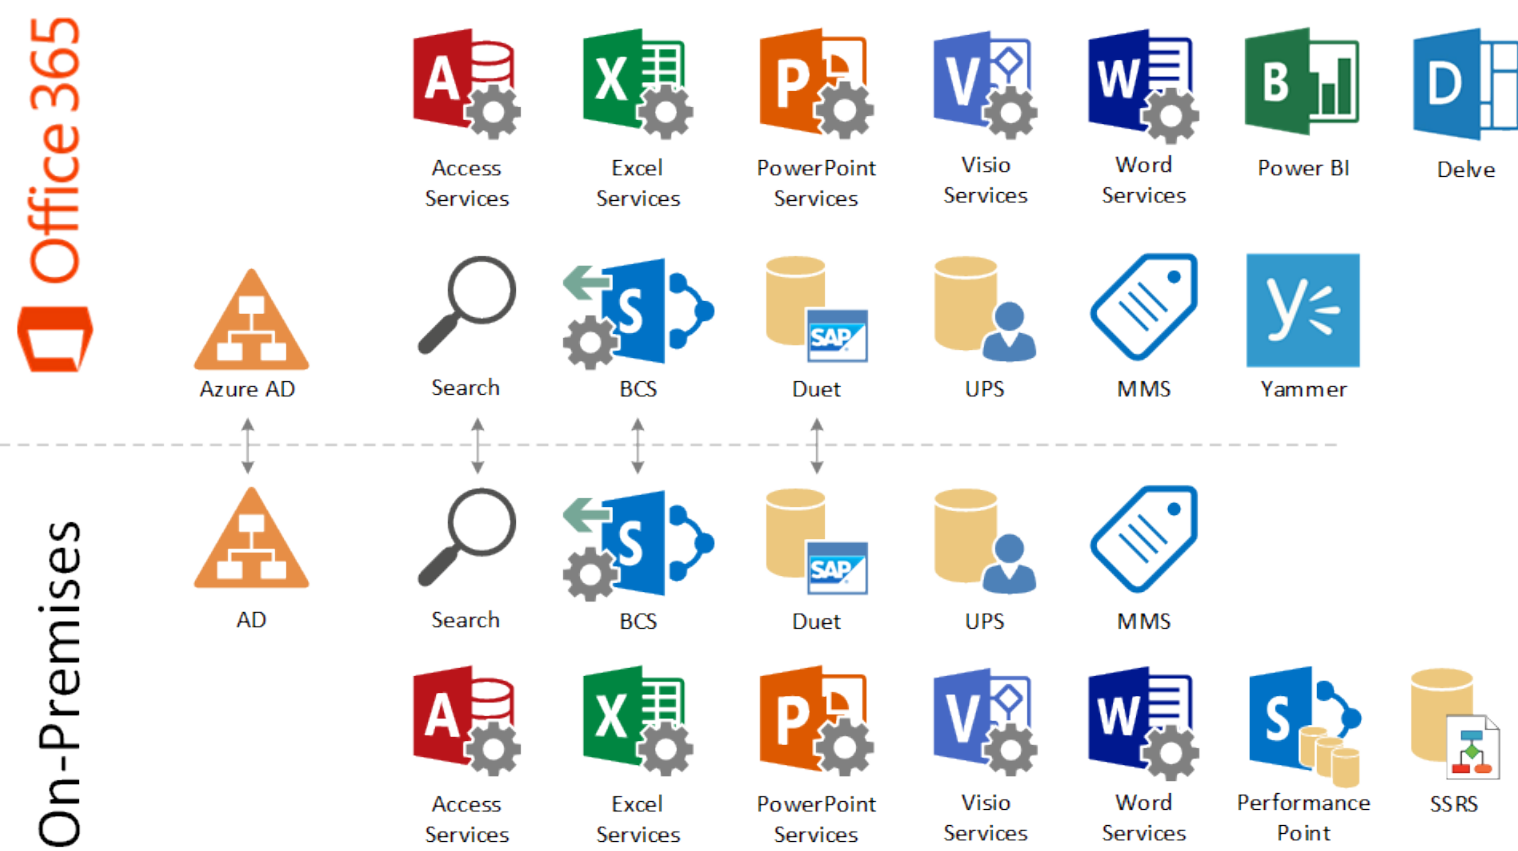 Office 365
A
X
P
V
W
B
D
Access
Services
Excel
Services
PowerPoint
Services
Visio
Services
Word
Services
Power BI
Delve
S
SAP
y
Azure AD
Search
BCS
Duet
UPS
MMS
Yammer
On-Premises
S
SAP
AD
Search
BCS
Duet
UPS
MMS
A
X
P
V
W
S
Access
Services
Excel
Services
PowerPoint
Services
Visio
Services
Word
Services
Performance
Point
SSRS